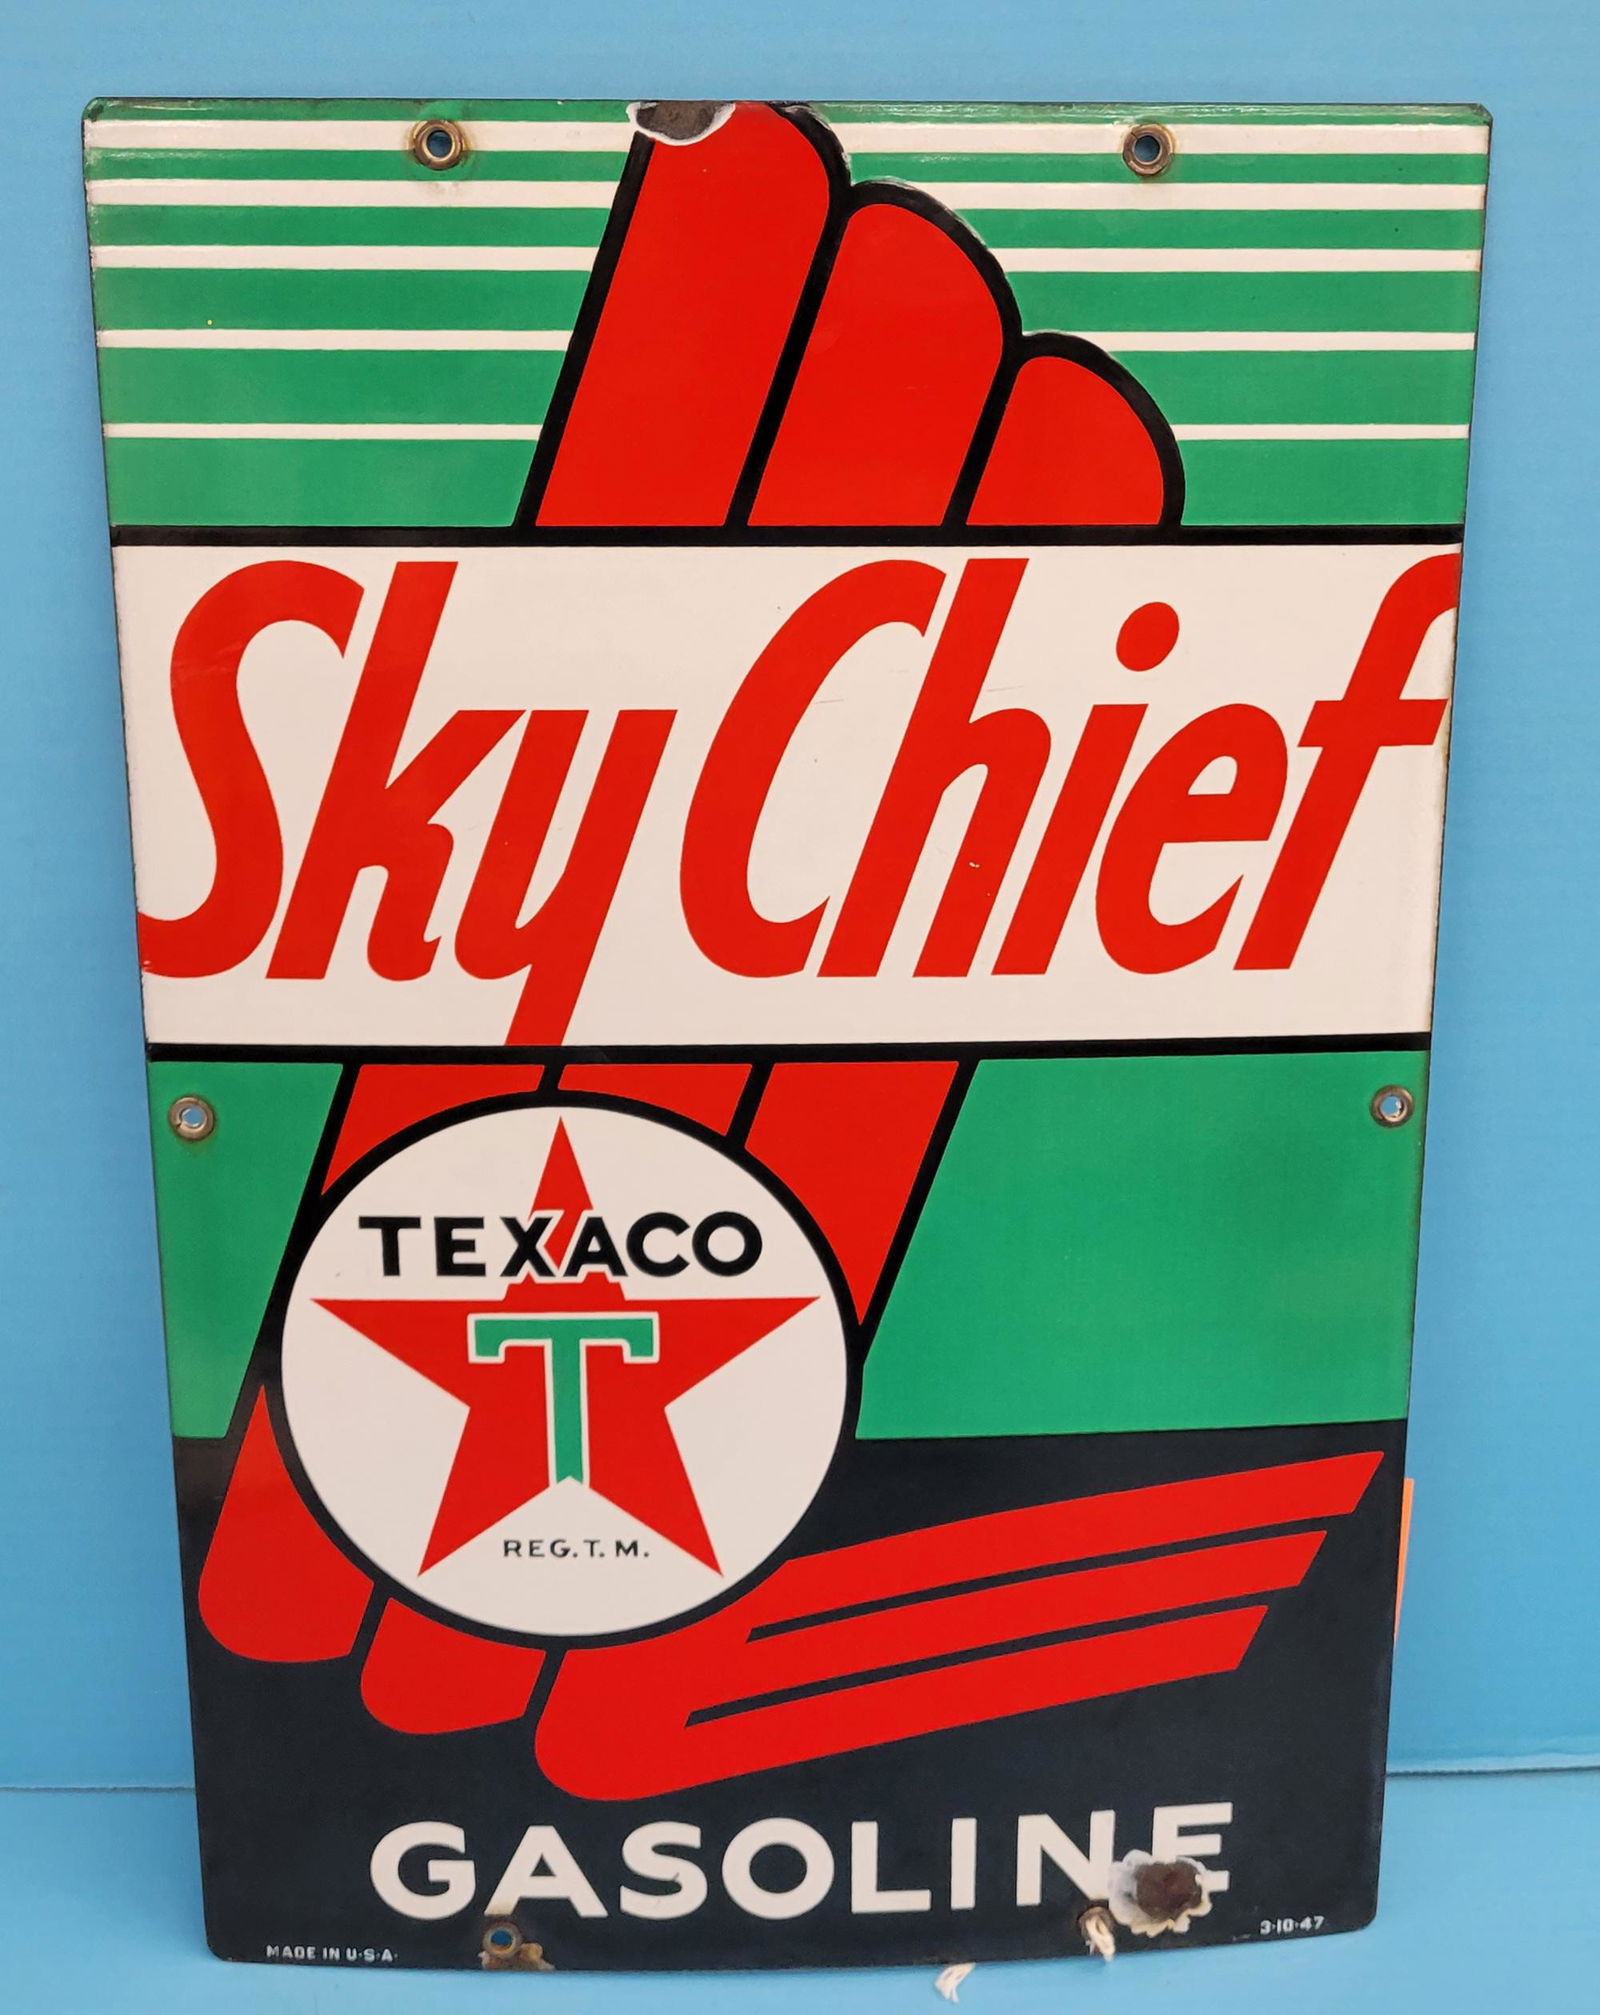 Sky Chief
TEXACO
T
REG. T. M.
GASOLINE
MADE IN U·S·A·
3·10·47